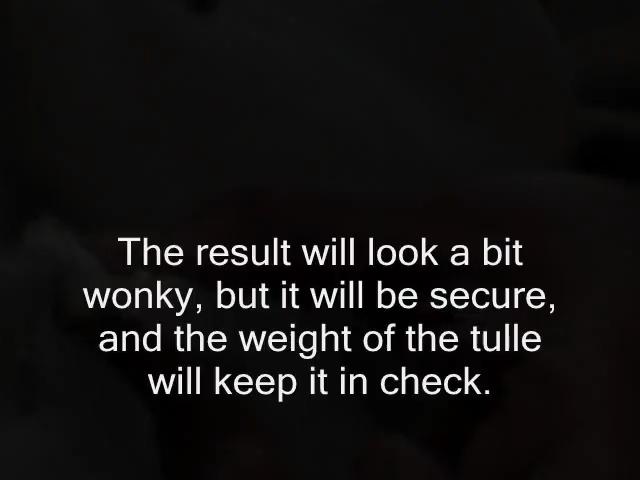 The result will look a bit
wonky, but it will be secure,
and the weight of the tulle
will keep it in check.